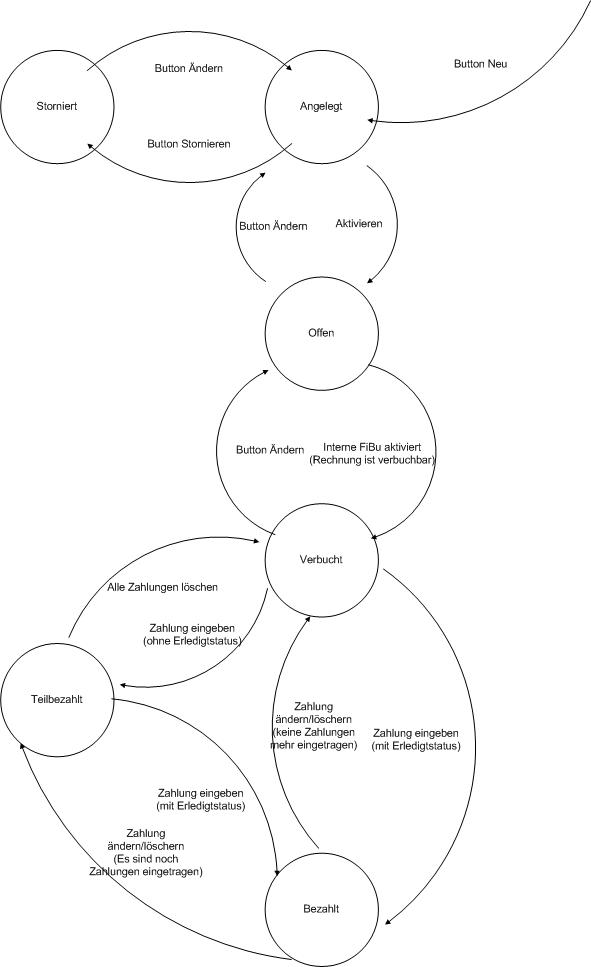 Button Neu
Button Ändern
Storniert
Angelegt
Button Stornieren
Button Ändern
Aktivieren
Offen
Button Ändern
Interne FiBu aktiviert
(Rechnung ist verbuchbar)
Verbucht
Alle Zahlungen löschen
Zahlung eingeben
(ohne Erledigtstatus)
Teilbezahlt
Zahlung
ändern/löschen
(keine Zahlungen
mehr eingetragen)
Zahlung eingeben
(mit Erledigtstatus)
Zahlung eingeben
(mit Erledigtstatus)
Zahlung
ändern/löschen
(Es sind noch
Zahlungen eingetragen)
Bezahlt